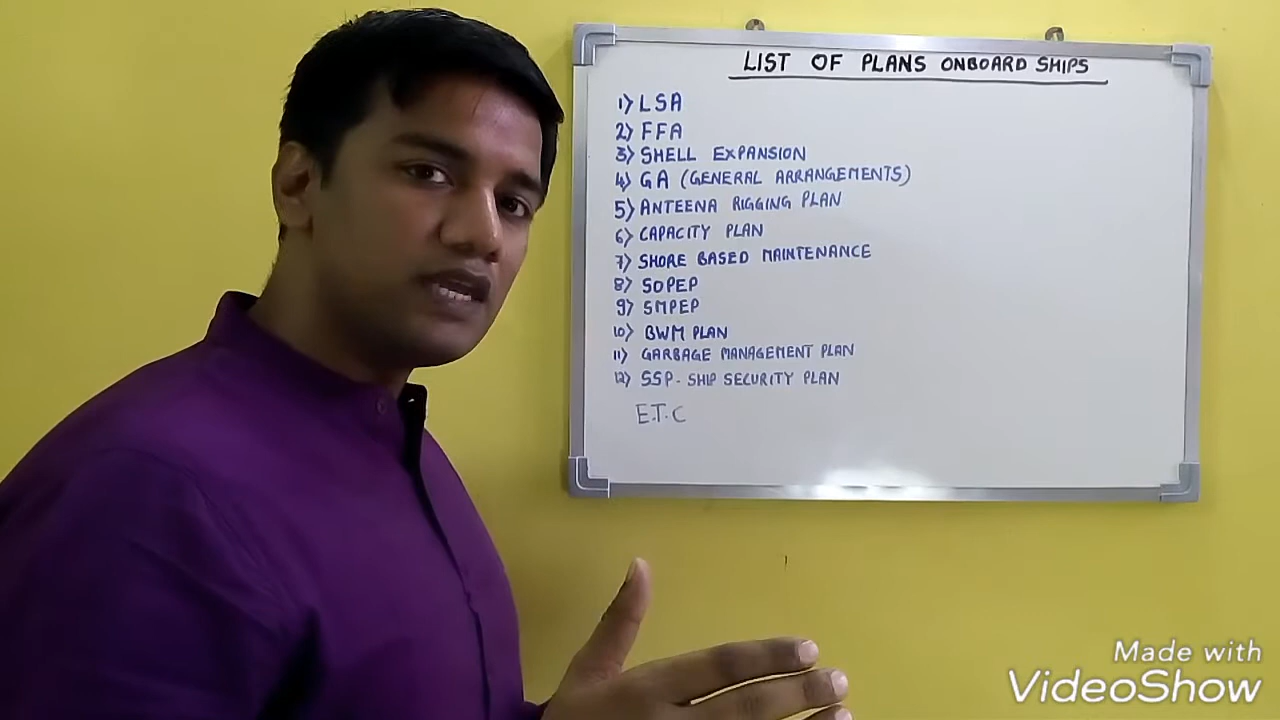 LIST OF PLANS ONBOARD SHIPS
1) LSA
2) FFA
3) SHELL EXPANSION
4) GA (GENERAL ARRANGEMENTS)
5) ANTEENA RIGGING PLAN
6) CAPACITY PLAN
7) SHORE BASED MAINTENANCE
8) SOPEP
9) SMPEP
10) BWM PLAN
11) GARBAGE MANAGEMENT PLAN
12) SSP - SHIP SECURITY PLAN
E.T.C
Made with
VideoShow